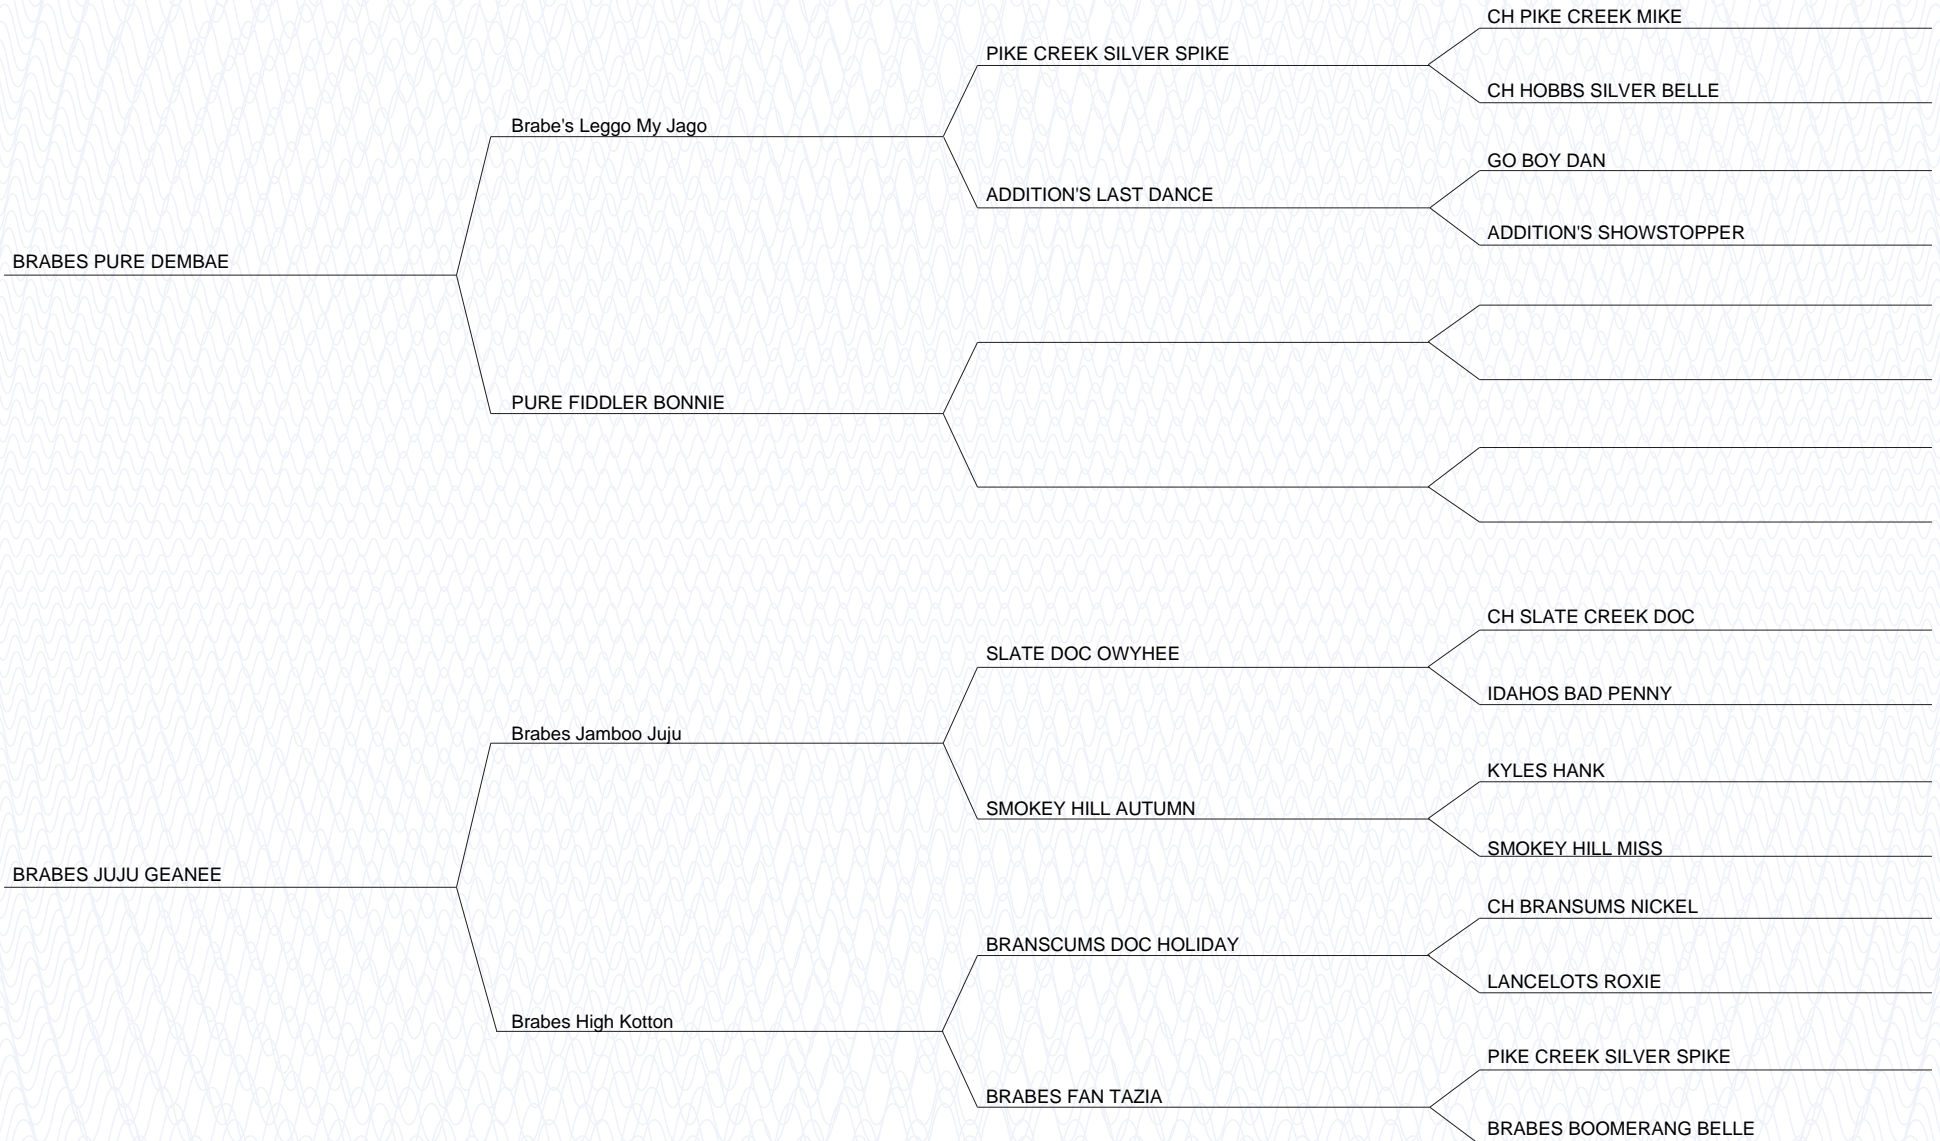 CH PIKE CREEK MIKE
PIKE CREEK SILVER SPIKE
CH HOBBS SILVER BELLE
Brabe's Leggo My Jago
GO BOY DAN
ADDITION'S LAST DANCE
ADDITION'S SHOWSTOPPER
BRABES PURE DEMBAE
PURE FIDDLER BONNIE
CH SLATE CREEK DOC
SLATE DOC OWYHEE
IDAHOS BAD PENNY
Brabes Jamboo Juju
KYLES HANK
SMOKEY HILL AUTUMN
SMOKEY HILL MISS
BRABES JUJU GEANEE
CH BRANSUMS NICKEL
BRANSCUMS DOC HOLIDAY
LANCELOTS ROXIE
Brabes High Kotton
PIKE CREEK SILVER SPIKE
BRABES FAN TAZIA
BRABES BOOMERANG BELLE